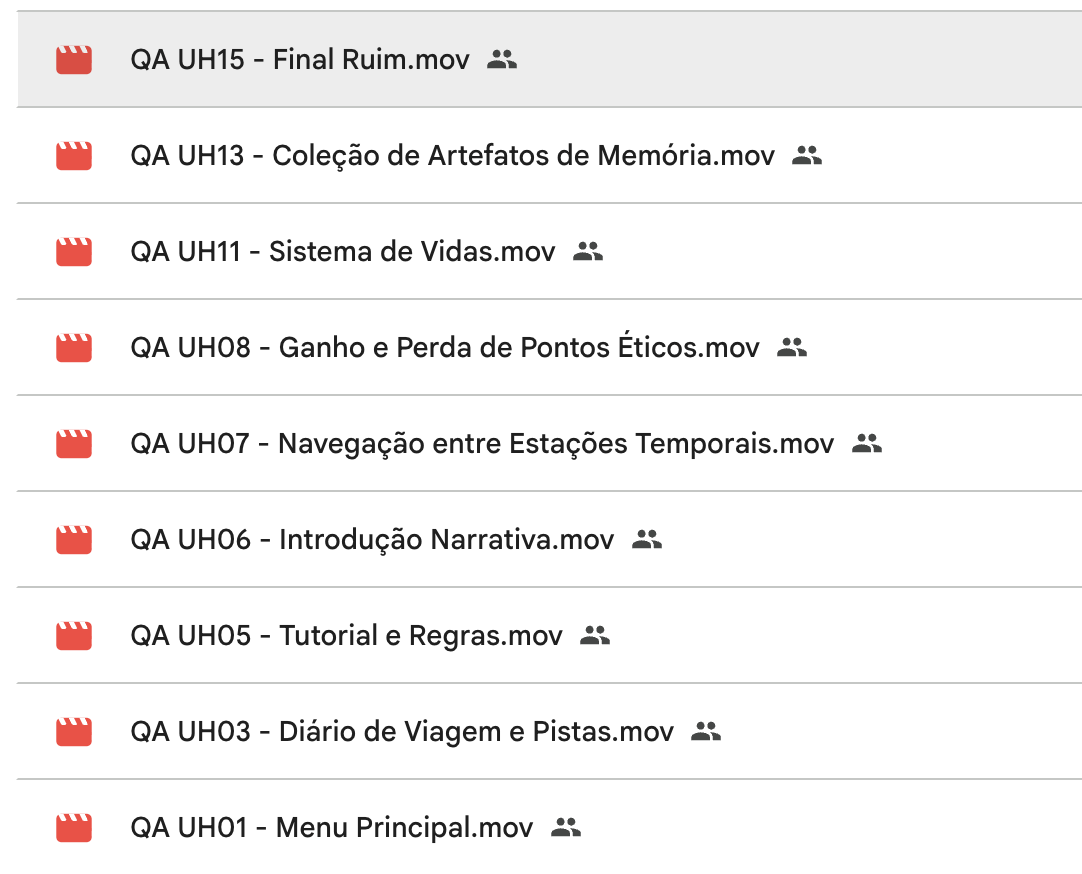 QA UH15 - Final Ruim.mov
QA UH13 - Coleção de Artefatos de Memória.mov
QA UH11 - Sistema de Vidas.mov
QA UH08 - Ganho e Perda de Pontos Éticos.mov
QA UH07 - Navegação entre Estações Temporais.mov
QA UH06 - Introdução Narrativa.mov
QA UH05 - Tutorial e Regras.mov
QA UH03 - Diário de Viagem e Pistas.mov
QA UH01 - Menu Principal.mov